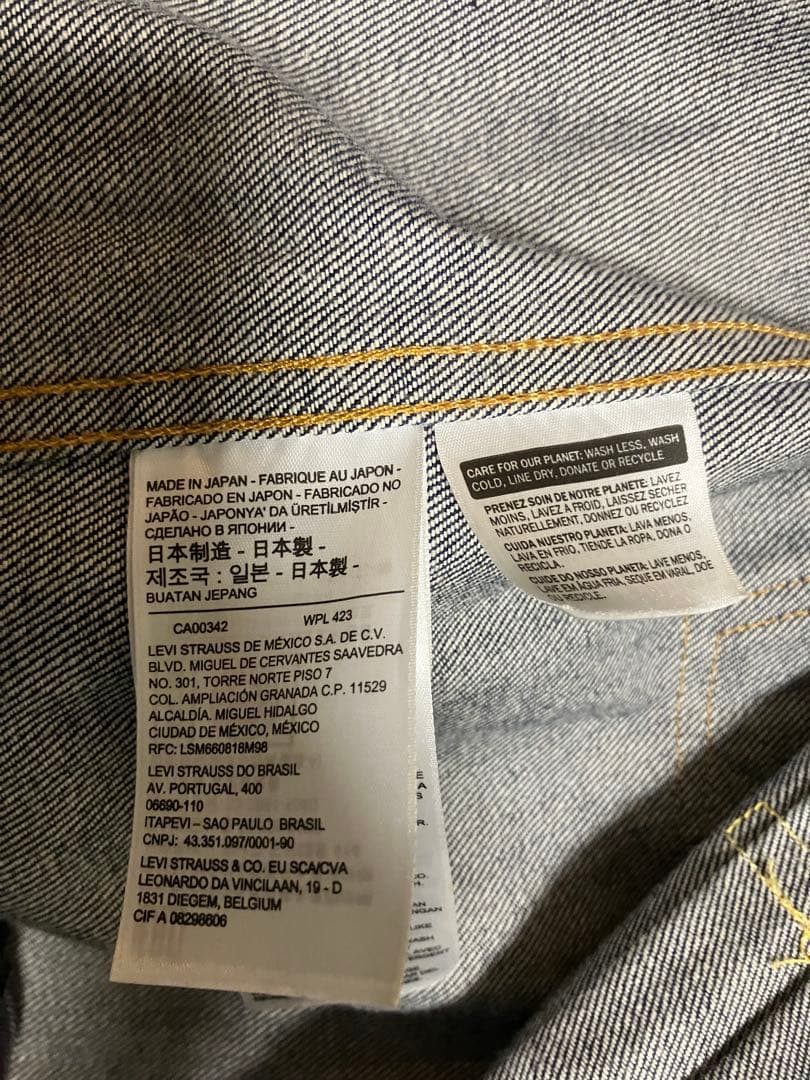 MADE IN JAPAN - FABRIQUE AU JAPON -
FABRICADO EN JAPON - FABRICADO NO
JAPÃO - JAPONYA' DA ÜRETİLMİŞTİR -
СДЕЛАНО В ЯПОНИИ -
日本制造 - 日本製 -
제조국 : 일본 - 日本製 -
BUATAN JEPANG
CA00342 WPL 423
LEVI STRAUSS DE MÉXICO S.A. DE C.V.
BLVD. MIGUEL DE CERVANTES SAAVEDRA
NO. 301, TORRE NORTE PISO 7
COL. AMPLIACIÓN GRANADA C.P. 11529
ALCALDÍA. MIGUEL HIDALGO
CIUDAD DE MÉXICO, MÉXICO
RFC: LSM660818M98
LEVI STRAUSS DO BRASIL
AV. PORTUGAL, 400
06690-110
ITAPEVI – SAO PAULO BRASIL
CNPJ: 43.351.097/0001-90
LEVI STRAUSS & CO. EU SCA/CVA
LEONARDO DA VINCILAAN, 19 - D
1831 DIEGEM, BELGIUM
CIF A 08298606
CARE FOR OUR PLANET: WASH LESS, WASH
COLD, LINE DRY, DONATE OR RECYCLE
PRENEZ SOIN DE NOTRE PLANETE: LAVEZ
MOINS, LAVEZ A FROID, LAISSEZ SECHER
NATURELLEMENT, DONNEZ OU RECYCLEZ
CUIDA NUESTRO PLANETA: LAVA MENOS,
LAVA EN FRIO, TIENDE LA ROPA, DONA O
RECICLA.
CUIDE DO NOSSO PLANETA: LAVE MENOS,
LAVE EM ÁGUA FRIA, SEQUE EM VARAL, DOE
OU RECICLE.